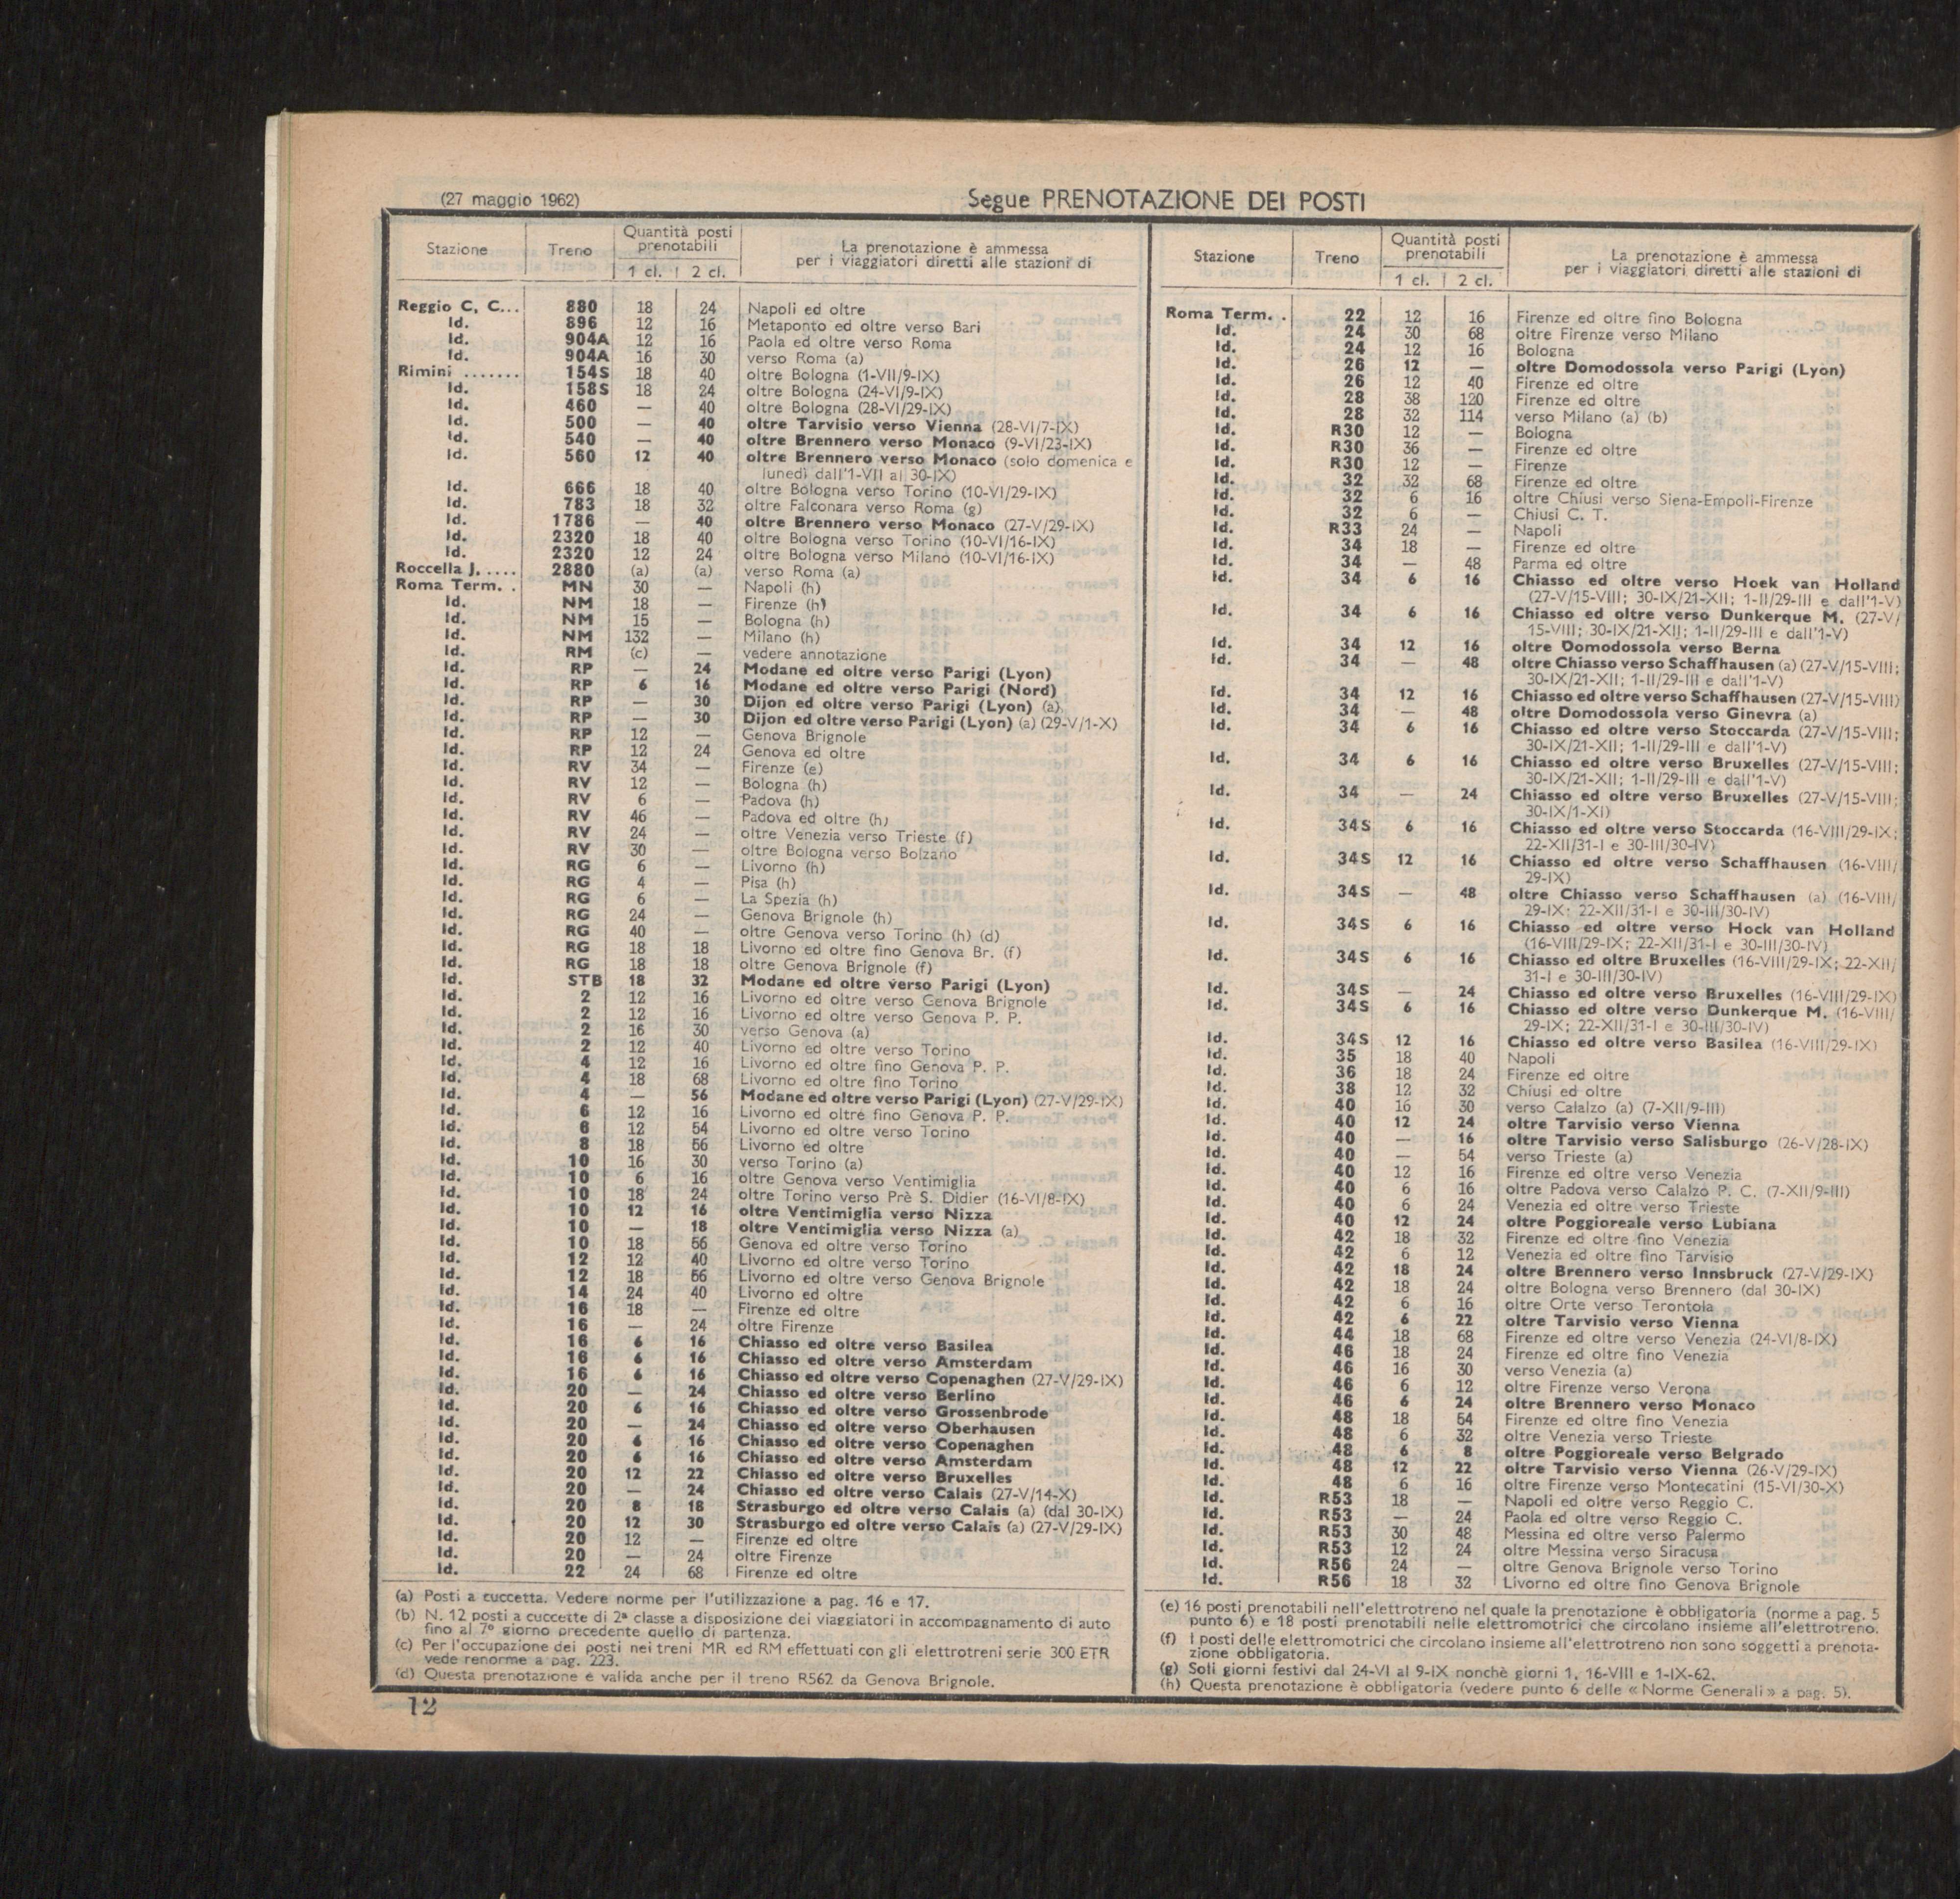 (27 maggio 1962)
Segue PRENOTAZIONE DEI POSTI
Stazione Treno Quantità posti prenotabili 1 cl. 2 cl. La prenotazione è ammessa per i viaggiatori diretti alle stazioni di
Reggio C, C... 880 18 24 Napoli ed oltre
Id. 896 12 16 Metaponto ed oltre verso Bari
Id. 904A 12 16 Paola ed oltre verso Roma
Id. 904A 16 30 verso Roma (a)
Rimini ....... 154S 18 40 oltre Bologna (1-VII/9-IX)
Id. 158S 18 24 oltre Bologna (24-VI/9-IX)
Id. 460 — 40 oltre Bologna (28-VI/29-IX)
Id. 500 — 40 oltre Tarvisio verso Vienna (28-VI/7-IX)
Id. 540 — 40 oltre Brennero verso Monaco (9-VI/23-IX)
Id. 560 12 40 oltre Brennero verso Monaco (solo domenica e
lunedì dall'1-VII al 30-IX)
Id. 666 18 40 oltre Bologna verso Torino (10-VI/29-IX)
Id. 783 18 32 oltre Falconara verso Roma (g)
Id. 1786 — 40 oltre Brennero verso Monaco (27-V/29-IX)
Id. 2320 18 40 oltre Bologna verso Torino (10-VI/16-IX)
Id. 2320 12 24 oltre Bologna verso Milano (10-VI/16-IX)
Roccella J. .... 2880 (a) (a) verso Roma (a)
Roma Term. . MN 30 — Napoli (h)
Id. NM 18 — Firenze (h)
Id. NM 15 — Bologna (h)
Id. NM 132 — Milano (h)
Id. RM (c) — vedere annotazione
Id. RP — 24 Modane ed oltre verso Parigi (Lyon)
Id. RP 6 16 Modane ed oltre verso Parigi (Nord)
Id. RP — 30 Dijon ed oltre verso Parigi (Lyon) (a)
Id. RP — 30 Dijon ed oltre verso Parigi (Lyon) (a) (29-V/1-X)
Id. RP 12 — Genova Brignole
Id. RP 12 24 Genova ed oltre
Id. RV 34 — Firenze (e)
Id. RV 12 — Bologna (h)
Id. RV 6 — Padova (h)
Id. RV 46 — Padova ed oltre (h)
Id. RV 24 — oltre Venezia verso Trieste (f)
Id. RV 30 — oltre Bologna verso Bolzano
Id. RG 6 — Livorno (h)
Id. RG 4 — Pisa (h)
Id. RG 6 — La Spezia (h)
Id. RG 24 — Genova Brignole (h)
Id. RG 40 — oltre Genova verso Torino (h) (d)
Id. RG 18 18 Livorno ed oltre fino Genova Br. (f)
Id. RG 18 18 oltre Genova Brignole (f)
Id. STB 18 32 Modane ed oltre verso Parigi (Lyon)
Id. 2 12 16 Livorno ed oltre verso Genova Brignole
Id. 2 12 16 Livorno ed oltre verso Genova P. P.
Id. 2 16 30 verso Genova (a)
Id. 2 12 40 Livorno ed oltre verso Torino
Id. 4 12 16 Livorno ed oltre fino Genova P. P.
Id. 4 18 68 Livorno ed oltre fino Torino
Id. 4 — 56 Modane ed oltre verso Parigi (Lyon) (27-V/29-IX)
Id. 6 12 16 Livorno ed oltre fino Genova P. P.
Id. 6 12 54 Livorno ed oltre verso Torino
Id. 8 18 56 Livorno ed oltre
Id. 10 16 30 verso Torino (a)
Id. 10 6 16 oltre Genova verso Ventimiglia
Id. 10 18 24 oltre Torino verso Prè S. Didier (16-VI/8-IX)
Id. 10 12 16 oltre Ventimiglia verso Nizza
Id. 10 — 18 oltre Ventimiglia verso Nizza (a)
Id. 10 18 56 Genova ed oltre verso Torino
Id. 12 12 40 Livorno ed oltre verso Torino
Id. 12 18 56 Livorno ed oltre verso Genova Brignole
Id. 14 24 40 Livorno ed oltre
Id. 16 18 — Firenze ed oltre
Id. 16 — 24 oltre Firenze
Id. 16 6 16 Chiasso ed oltre verso Basilea
Id. 16 6 16 Chiasso ed oltre verso Amsterdam
Id. 16 6 16 Chiasso ed oltre verso Copenaghen (27-V/29-IX)
Id. 20 — 24 Chiasso ed oltre verso Berlino
Id. 20 6 16 Chiasso ed oltre verso Grossenbrode
Id. 20 — 24 Chiasso ed oltre verso Oberhausen
Id. 20 6 16 Chiasso ed oltre verso Copenaghen
Id. 20 6 16 Chiasso ed oltre verso Amsterdam
Id. 20 12 22 Chiasso ed oltre verso Bruxelles
Id. 20 — 24 Chiasso ed oltre verso Calais (27-V/14-X)
Id. 20 8 18 Strasburgo ed oltre verso Calais (a) (dal 30-IX)
Id. 20 12 30 Strasburgo ed oltre verso Calais (a) (27-V/29-IX)
Id. 20 12 — Firenze ed oltre
Id. 20 — 24 oltre Firenze
Id. 22 24 68 Firenze ed oltre
(a) Posti a cuccetta. Vedere norme per l'utilizzazione a pag. 16 e 17.
(b) N. 12 posti a cuccette di 2ª classe a disposizione dei viaggiatori in accompagnamento di auto
fino al 7º giorno precedente quello di partenza.
(c) Per l'occupazione dei posti nei treni MR ed RM effettuati con gli elettrotreni serie 300 ETR
vede renorme a pag. 223.
(d) Questa prenotazione è valida anche per il treno R562 da Genova Brignole.
12
Stazione Treno Quantità posti prenotabili 1 cl. 2 cl. La prenotazione è ammessa per i viaggiatori diretti alle stazioni di
Roma Term. . 22 12 16 Firenze ed oltre fino Bologna
Id. 24 30 68 oltre Firenze verso Milano
Id. 24 12 16 Bologna
Id. 26 12 — oltre Domodossola verso Parigi (Lyon)
Id. 26 12 40 Firenze ed oltre
Id. 28 38 120 Firenze ed oltre
Id. 28 32 114 verso Milano (a) (b)
Id. R30 12 — Bologna
Id. R30 36 — Firenze ed oltre
Id. R30 12 — Firenze
Id. 32 32 68 Firenze ed oltre
Id. 32 6 16 oltre Chiusi verso Siena-Empoli-Firenze
Id. 32 6 — Chiusi C. T.
Id. R33 24 — Napoli
Id. 34 18 — Firenze ed oltre
Id. 34 — 48 Parma ed oltre
Id. 34 6 16 Chiasso ed oltre verso Hoek van Holland
(27-V/15-VIII; 30-IX/21-XII; 1-II/29-III e dall'1-V)
Id. 34 6 16 Chiasso ed oltre verso Dunkerque M. (27-V/
15-VIII; 30-IX/21-XII; 1-II/29-III e dall'1-V)
Id. 34 12 16 oltre Domodossola verso Berna
Id. 34 — 48 oltre Chiasso verso Schaffhausen (a) (27-V/15-VIII;
30-IX/21-XII; 1-II/29-III e dall'1-V)
Id. 34 12 16 Chiasso ed oltre verso Schaffhausen (27-V/15-VIII)
Id. 34 — 48 oltre Domodossola verso Ginevra (a)
Id. 34 6 16 Chiasso ed oltre verso Stoccarda (27-V/15-VIII;
30-IX/21-XII; 1-II/29-III e dall'1-V)
Id. 34 6 16 Chiasso ed oltre verso Bruxelles (27-V/15-VIII;
30-IX/21-XII; 1-II/29-III e dall'1-V)
Id. 34 — 24 Chiasso ed oltre verso Bruxelles (27-V/15-VIII;
30-IX/1-XI)
Id. 34S 6 16 Chiasso ed oltre verso Stoccarda (16-VIII/29-IX;
22-XII/31-I e 30-III/30-IV)
Id. 34S 12 16 Chiasso ed oltre verso Schaffhausen (16-VIII/
29-IX)
Id. 34S — 48 oltre Chiasso verso Schaffhausen (a) (16-VIII/
29-IX; 22-XII/31-I e 30-III/30-IV)
Id. 34S 6 16 Chiasso ed oltre verso Hock van Holland
(16-VIII/29-IX; 22-XII/31-I e 30-III/30-IV)
Id. 34S 6 16 Chiasso ed oltre Bruxelles (16-VIII/29-IX; 22-XII/
31-I e 30-III/30-IV)
Id. 34S — 24 Chiasso ed oltre verso Bruxelles (16-VIII/29-IX)
Id. 34S 6 16 Chiasso ed oltre verso Dunkerque M. (16-VIII/
29-IX; 22-XII/31-I e 30-III/30-IV)
Id. 34S 12 16 Chiasso ed oltre verso Basilea (16-VIII/29-IX)
Id. 35 18 40 Napoli
Id. 36 18 24 Firenze ed oltre
Id. 38 12 32 Chiusi ed oltre
Id. 40 16 30 verso Calalzo (a) (7-XII/9-III)
Id. 40 12 24 oltre Tarvisio verso Vienna
Id. 40 — 16 oltre Tarvisio verso Salisburgo (26-V/28-IX)
Id. 40 — 54 verso Trieste (a)
Id. 40 12 16 Firenze ed oltre verso Venezia
Id. 40 6 16 oltre Padova verso Calalzo P. C. (7-XII/9-III)
Id. 40 6 24 Venezia ed oltre verso Trieste
Id. 40 12 24 oltre Poggioreale verso Lubiana
Id. 42 18 32 Firenze ed oltre fino Venezia
Id. 42 6 12 Venezia ed oltre fino Tarvisio
Id. 42 18 24 oltre Brennero verso Innsbruck (27-V/29-IX)
Id. 42 18 24 oltre Bologna verso Brennero (dal 30-IX)
Id. 42 6 16 oltre Orte verso Terontola
Id. 42 6 22 oltre Tarvisio verso Vienna
Id. 44 18 68 Firenze ed oltre verso Venezia (24-VI/8-IX)
Id. 46 18 24 Firenze ed oltre fino Venezia
Id. 46 16 30 verso Venezia (a)
Id. 46 6 12 oltre Firenze verso Verona
Id. 46 6 24 oltre Brennero verso Monaco
Id. 48 18 54 Firenze ed oltre fino Venezia
Id. 48 6 32 oltre Venezia verso Trieste
Id. 48 6 8 oltre Poggioreale verso Belgrado
Id. 48 12 22 oltre Tarvisio verso Vienna (26-V/29-IX)
Id. 48 6 16 oltre Firenze verso Montecatini (15-VI/30-X)
Id. R53 18 — Napoli ed oltre verso Reggio C.
Id. R53 — 24 Paola ed oltre verso Reggio C.
Id. R53 30 48 Messina ed oltre verso Palermo
Id. R53 12 24 oltre Messina verso Siracusa
Id. R56 24 — oltre Genova Brignole verso Torino
Id. R56 18 32 Livorno ed oltre fino Genova Brignole
(e) 16 posti prenotabili nell'elettrotreno nel quale la prenotazione è obbligatoria (norme a pag. 5
punto 6) e 18 posti prenotabili nelle elettromotrici che circolano insieme all'elettrotreno.
(f) I posti delle elettromotrici che circolano insieme all'elettrotreno non sono soggetti a prenota-
zione obbligatoria.
(g) Soli giorni festivi dal 24-VI al 9-IX nonchè giorni 1, 16-VIII e 1-IX-62.
(h) Questa prenotazione è obbligatoria (vedere punto 6 delle « Norme Generali » a pag. 5).